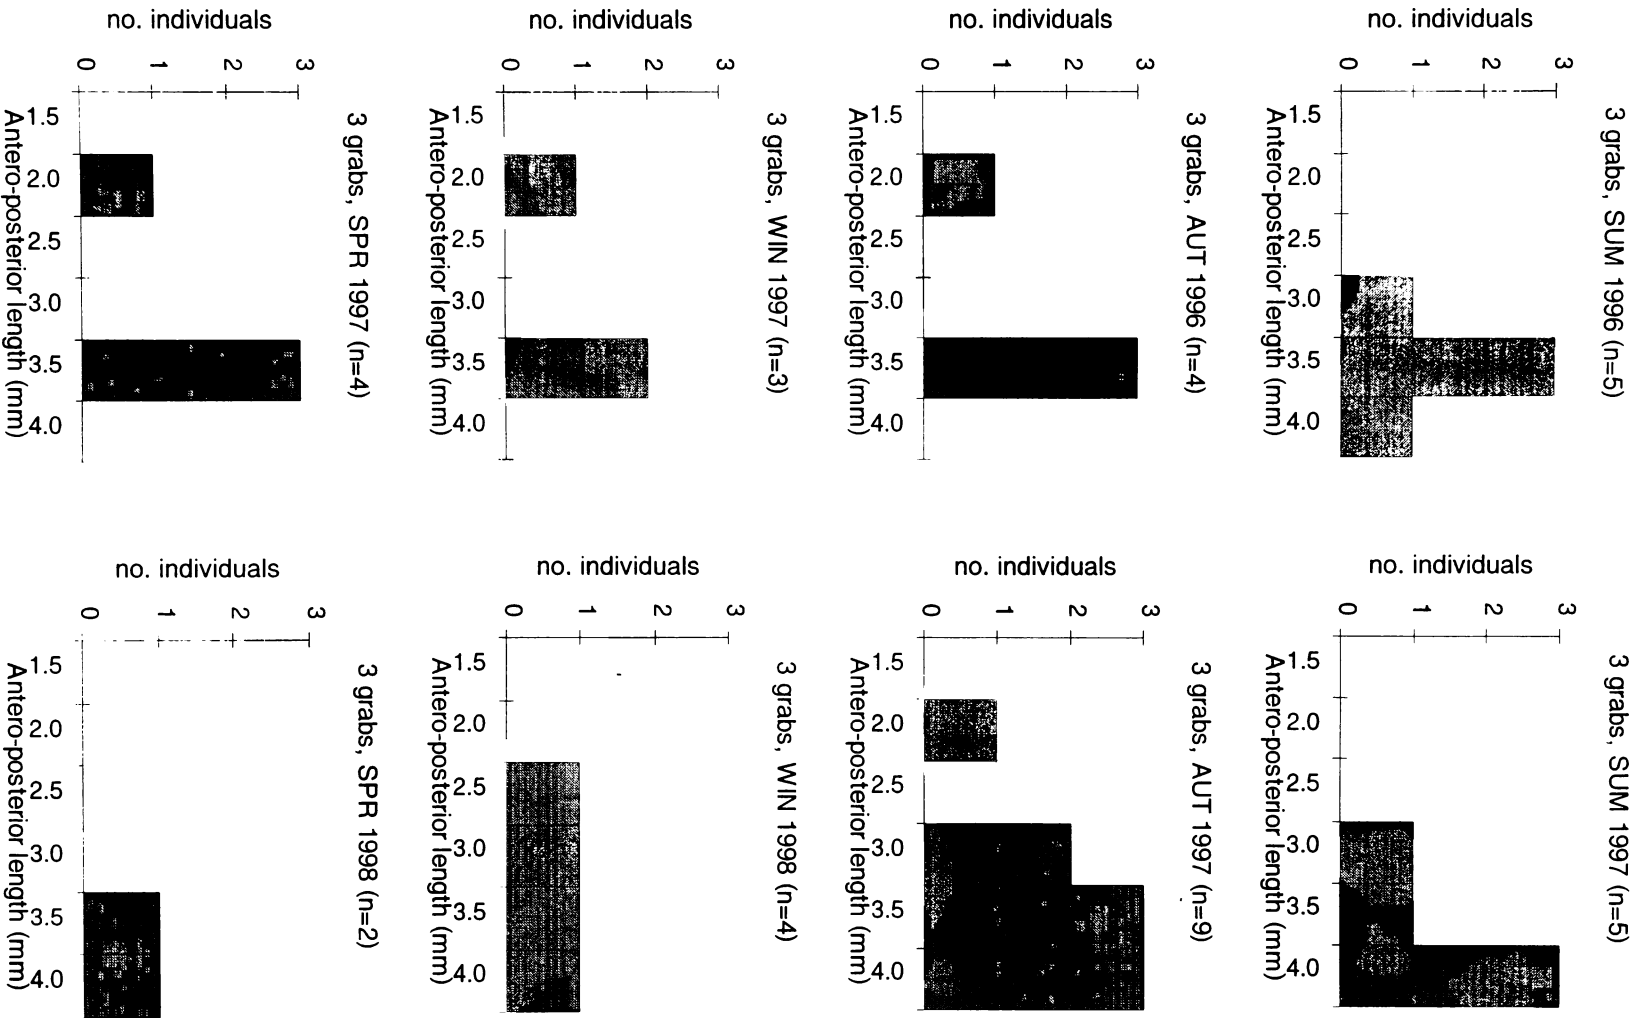 3 grabs, SUM 1996 (n=5)
no. individuals
3
2
1
0
1.5 2.0 2.5 3.0 3.5 4.0
Antero-posterior length (mm)
3 grabs, SUM 1997 (n=5)
no. individuals
3
2
1
0
1.5 2.0 2.5 3.0 3.5 4.0
Antero-posterior length (mm)
3 grabs, AUT 1996 (n=4)
no. individuals
3
2
1
0
1.5 2.0 2.5 3.0 3.5 4.0
Antero-posterior length (mm)
3 grabs, AUT 1997 (n=9)
no. individuals
3
2
1
0
1.5 2.0 2.5 3.0 3.5 4.0
Antero-posterior length (mm)
3 grabs, WIN 1997 (n=3)
no. individuals
3
2
1
0
1.5 2.0 2.5 3.0 3.5 4.0
Antero-posterior length (mm)
3 grabs, WIN 1998 (n=4)
no. individuals
3
2
1
0
1.5 2.0 2.5 3.0 3.5 4.0
Antero-posterior length (mm)
3 grabs, SPR 1997 (n=4)
no. individuals
3
2
1
0
1.5 2.0 2.5 3.0 3.5 4.0
Antero-posterior length (mm)
3 grabs, SPR 1998 (n=2)
no. individuals
3
2
1
0
1.5 2.0 2.5 3.0 3.5 4.0
Antero-posterior length (mm)